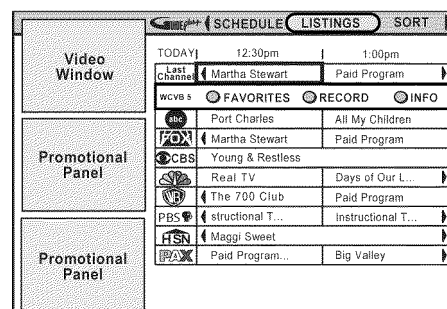 GUIDE plus+ SCHEDULE LISTINGS SORT
Video
Window
TODAY 12:30pm 1:00pm
Last
Channel Martha Stewart Paid Program
WCVB 5 FAVORITES RECORD INFO
abc Port Charles All My Children
FOX Martha Stewart Paid Program
CBS Young & Restless
Real TV Days of Our L...
WB The 700 Club Paid Program
PBS structional T... Instructional T...
HSN Maggi Sweet
PAX Paid Program... Big Valley
Promotional
Panel
Promotional
Panel